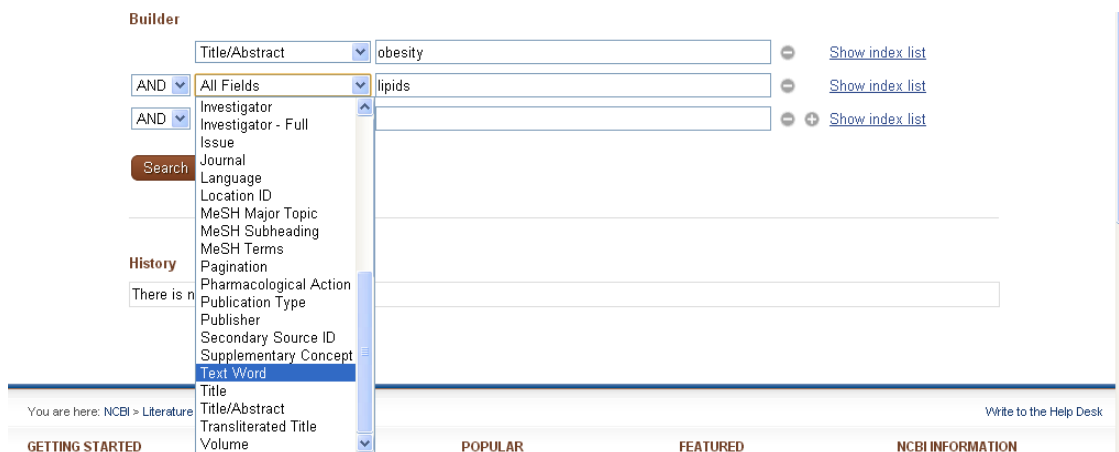 Builder
Title/Abstract obesity Show index list
AND All Fields lipids Show index list
Investigator
AND Show index list
Investigator - Full
Issue
Journal
Search
Language
Location ID
MeSH Major Topic
MeSH Subheading
MeSH Terms
History
Pagination
Pharmacological Action
There is n
Publication Type
Publisher
Secondary Source ID
Supplementary Concept
Text Word
Title
You are here: NCBI > Literature Title/Abstract Write to the Help Desk
Transliterated Title
GETTING STARTED Volume POPULAR FEATURED NCBI INFORMATION